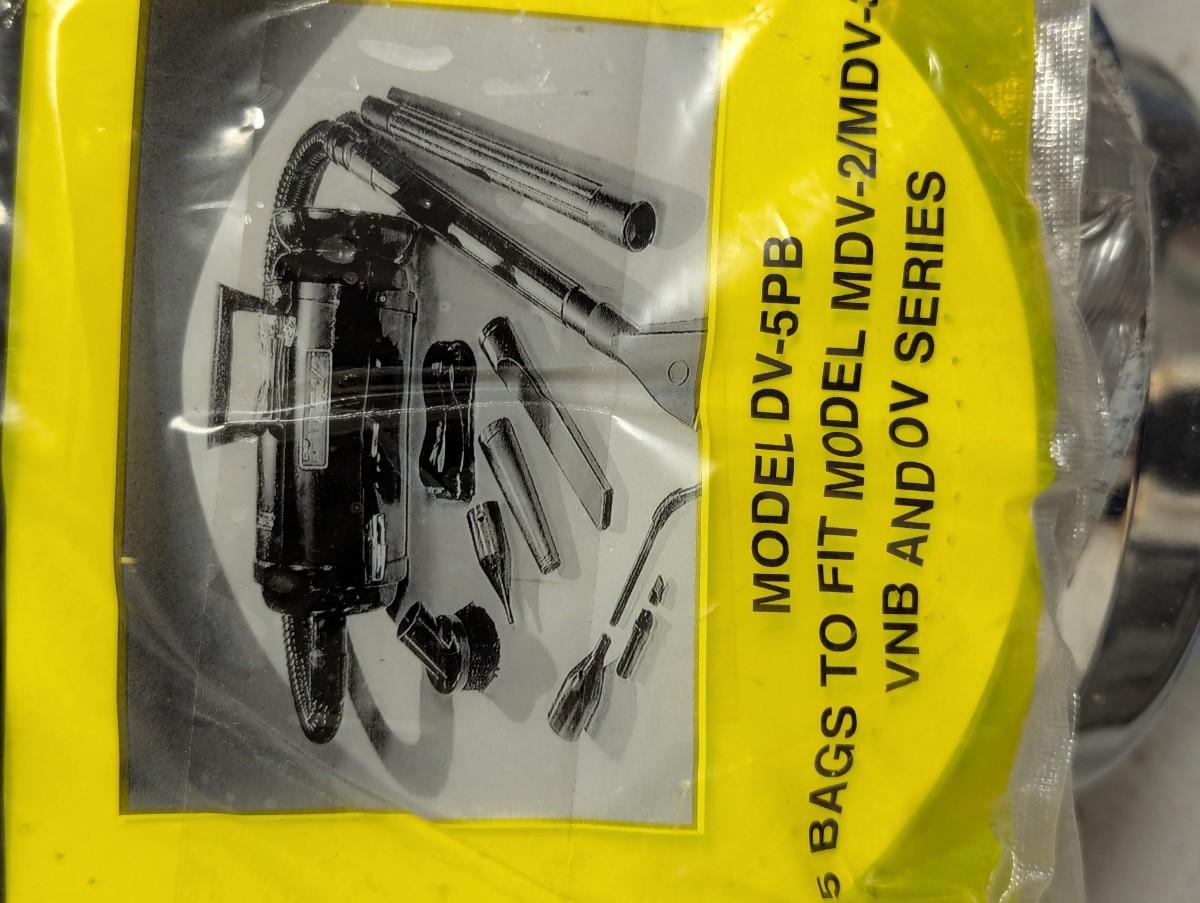 MODEL DV-5PB
5 BAGS TO FIT MODEL MDV-2/MDV-
VNB AND OV SERIES